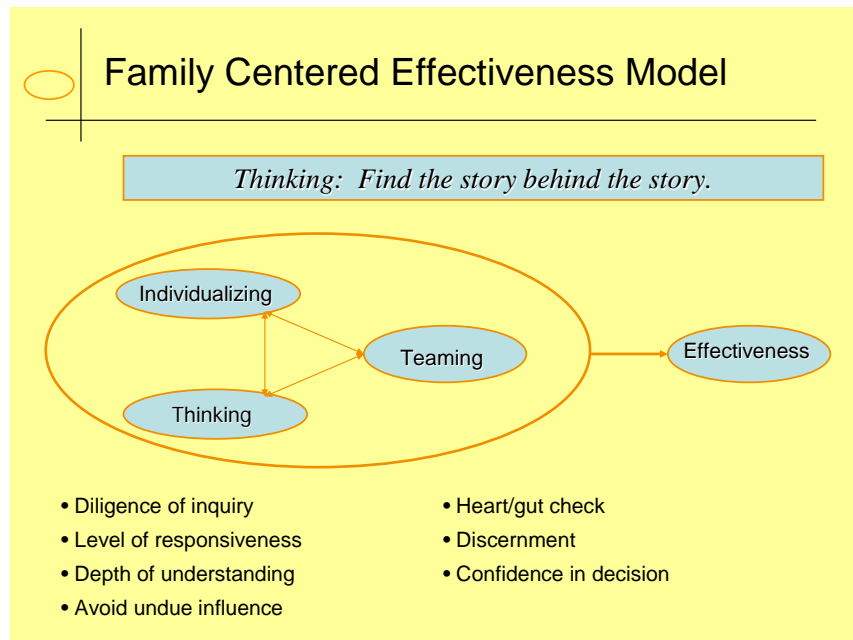 Family Centered Effectiveness Model
Thinking: Find the story behind the story.
Individualizing
Teaming
Effectiveness
Thinking
• Diligence of inquiry
• Level of responsiveness
• Depth of understanding
• Avoid undue influence
• Heart/gut check
• Discernment
• Confidence in decision